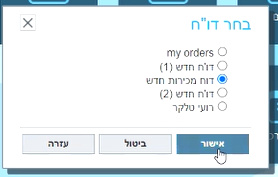 בחר דו"ח
my orders
דו'ח חדש (1)
דוח מכירות חדש
דו'ח חדש (2)
רועי טלקר
אישור
ביטול
עזרה